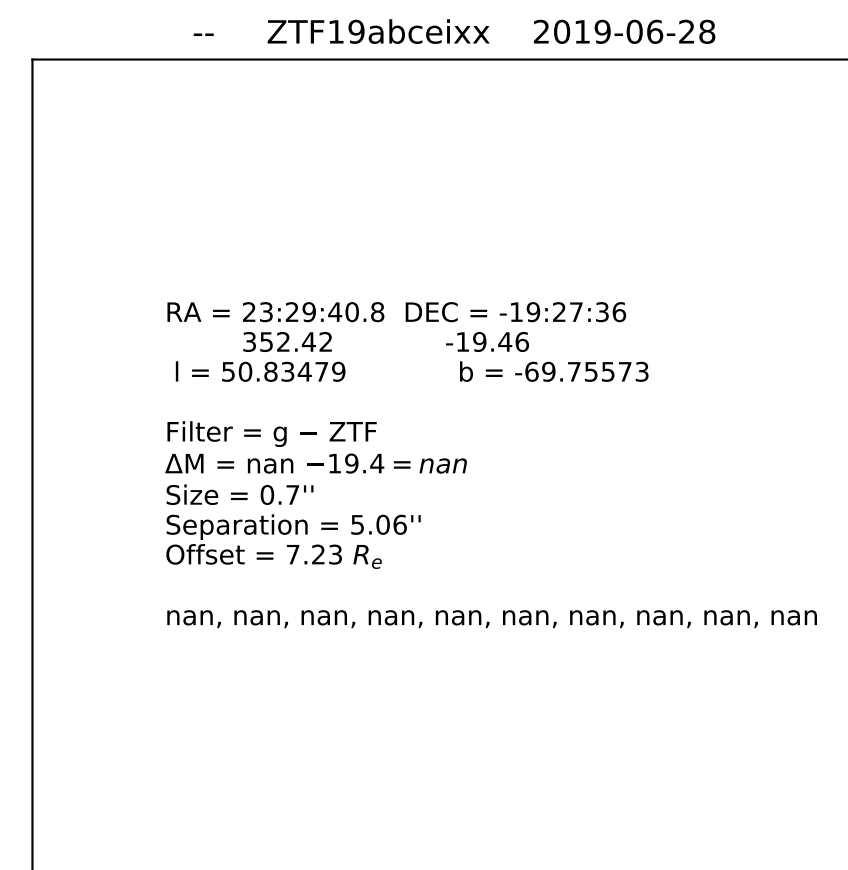 -- ZTF19abceixx 2019-06-28
RA = 23:29:40.8 DEC = -19:27:36
352.42 -19.46
l = 50.83479 b = -69.75573
Filter = g − ZTF
ΔM = nan −19.4 = nan
Size = 0.7''
Separation = 5.06''
Offset = 7.23 Rₑ
nan, nan, nan, nan, nan, nan, nan, nan, nan, nan